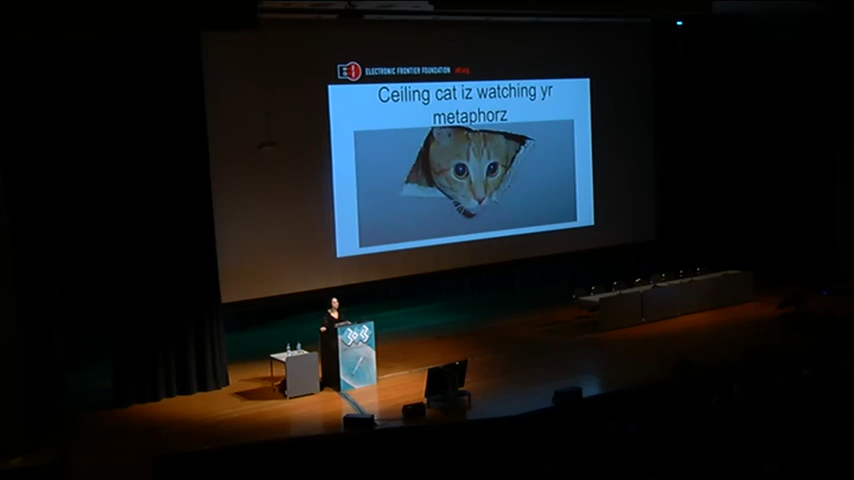 ELECTRONIC FRONTIER FOUNDATION eff.org
Ceiling cat iz watching yr
metaphorz